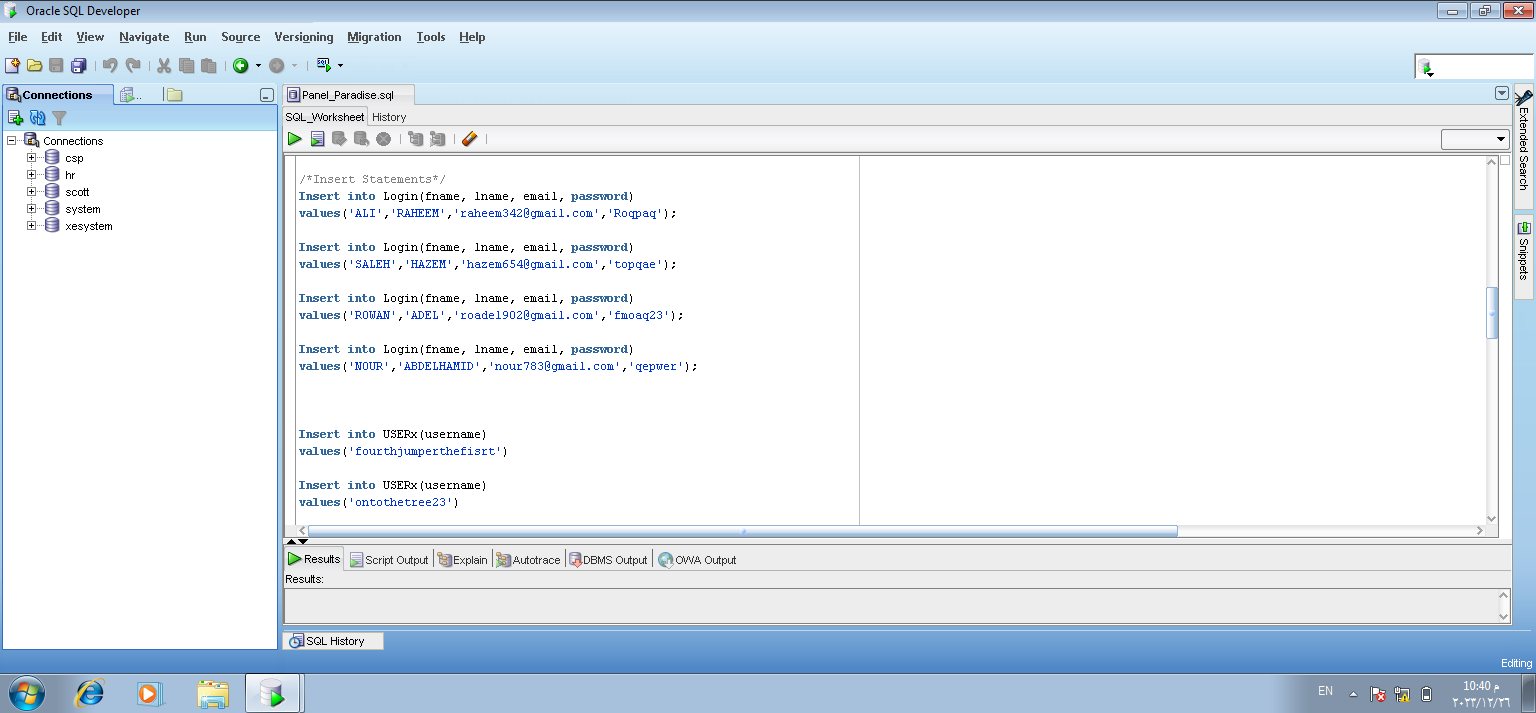 Oracle SQL Developer
File Edit View Navigate Run Source Versioning Migration Tools Help
Connections
Panel_Paradise.sql
SQL_Worksheet History
Connections
csp
hr
scott
system
xesystem
/*Insert Statements*/
Insert into Login(fname, lname, email, password)
values('ALI','RAHEEM','raheem342@gmail.com','Roqpaq');
Insert into Login(fname, lname, email, password)
values('SALEH','HAZEM','hazem654@gmail.com','topqae');
Insert into Login(fname, lname, email, password)
values('ROWAN','ADEL','roadel902@gmail.com','fmoaq23');
Insert into Login(fname, lname, email, password)
values('NOUR','ABDELHAMID','nour783@gmail.com','qepwer');
Insert into USERx(username)
values('fourthjumperthefisrt')
Insert into USERx(username)
values('ontothetree23')
Extended Search
Snippets
Results Script Output Explain Autotrace DBMS Output OWA Output
Results:
SQL History
Editing
EN
10:40 م
٢٠٢٣/١٢/٢٦